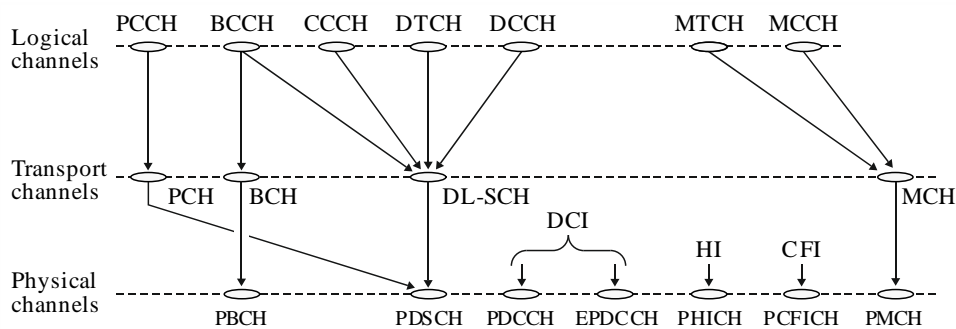 PCCH BCCH CCCH DTCH DCCH MTCH MCCH
Logical
channels
Transport
channels
PCH BCH DL-SCH MCH
DCI
HI CFI
Physical
channels
PBCH PDSCH PDCCH EPDCCH PHICH PCFICH PMCH